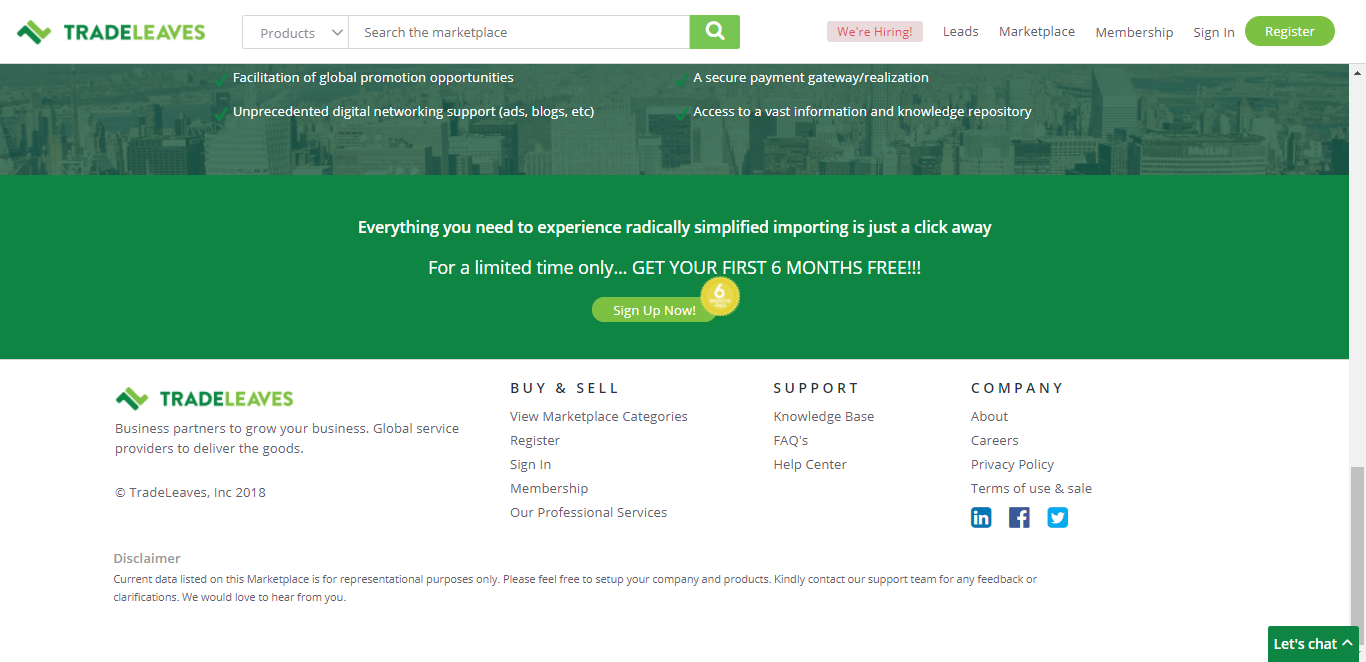 TRADELEAVES
Products
Search the marketplace
We're Hiring!
Leads
Marketplace
Membership
Sign In
Register
Facilitation of global promotion opportunities
A secure payment gateway/realization
Unprecedented digital networking support (ads, blogs, etc)
Access to a vast information and knowledge repository
MetLife
Everything you need to experience radically simplified importing is just a click away
For a limited time only... GET YOUR FIRST 6 MONTHS FREE!!!
6
MONTHS
FREE
Sign Up Now!
TRADELEAVES
Business partners to grow your business. Global service
providers to deliver the goods.
© TradeLeaves, Inc 2018
BUY & SELL
View Marketplace Categories
Register
Sign In
Membership
Our Professional Services
SUPPORT
Knowledge Base
FAQ's
Help Center
COMPANY
About
Careers
Privacy Policy
Terms of use & sale
in
f
Disclaimer
Current data listed on this Marketplace is for representational purposes only. Please feel free to setup your company and products. Kindly contact our support team for any feedback or
clarifications. We would love to hear from you.
Let's chat